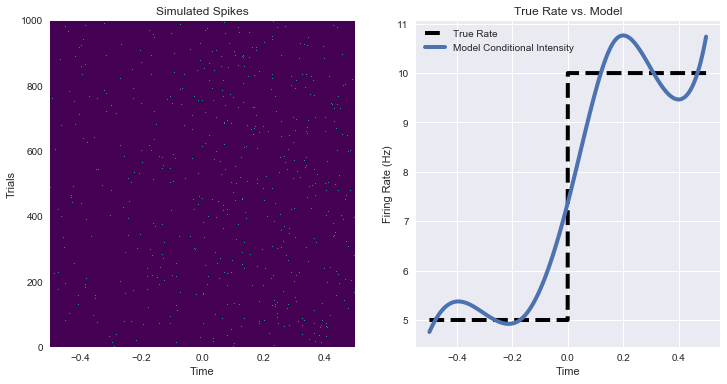 Simulated Spikes
1000
800
600
400
200
0
Trials
−0.4 −0.2 0.0 0.2 0.4
Time
True Rate vs. Model
True Rate
Model Conditional Intensity
11
10
9
8
7
6
5
Firing Rate (Hz)
−0.4 −0.2 0.0 0.2 0.4
Time